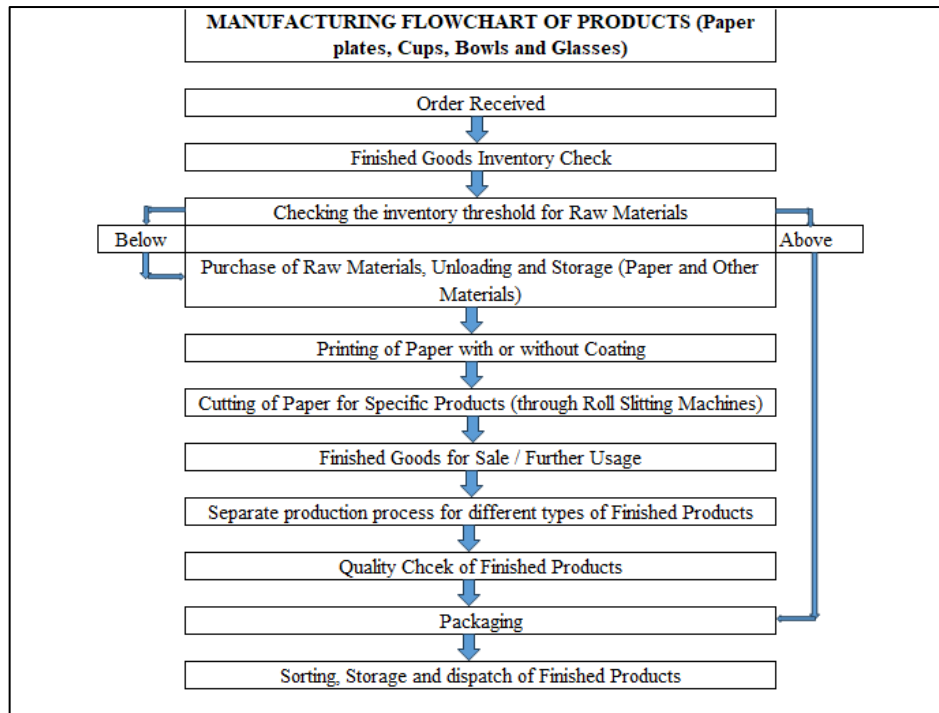 MANUFACTURING FLOWCHART OF PRODUCTS (Paper
plates, Cups, Bowls and Glasses)
Order Received
Finished Goods Inventory Check
Checking the inventory threshold for Raw Materials
Below
Above
Purchase of Raw Materials, Unloading and Storage (Paper and Other
Materials)
Printing of Paper with or without Coating
Cutting of Paper for Specific Products (through Roll Slitting Machines)
Finished Goods for Sale / Further Usage
Separate production process for different types of Finished Products
Quality Chcek of Finished Products
Packaging
Sorting, Storage and dispatch of Finished Products